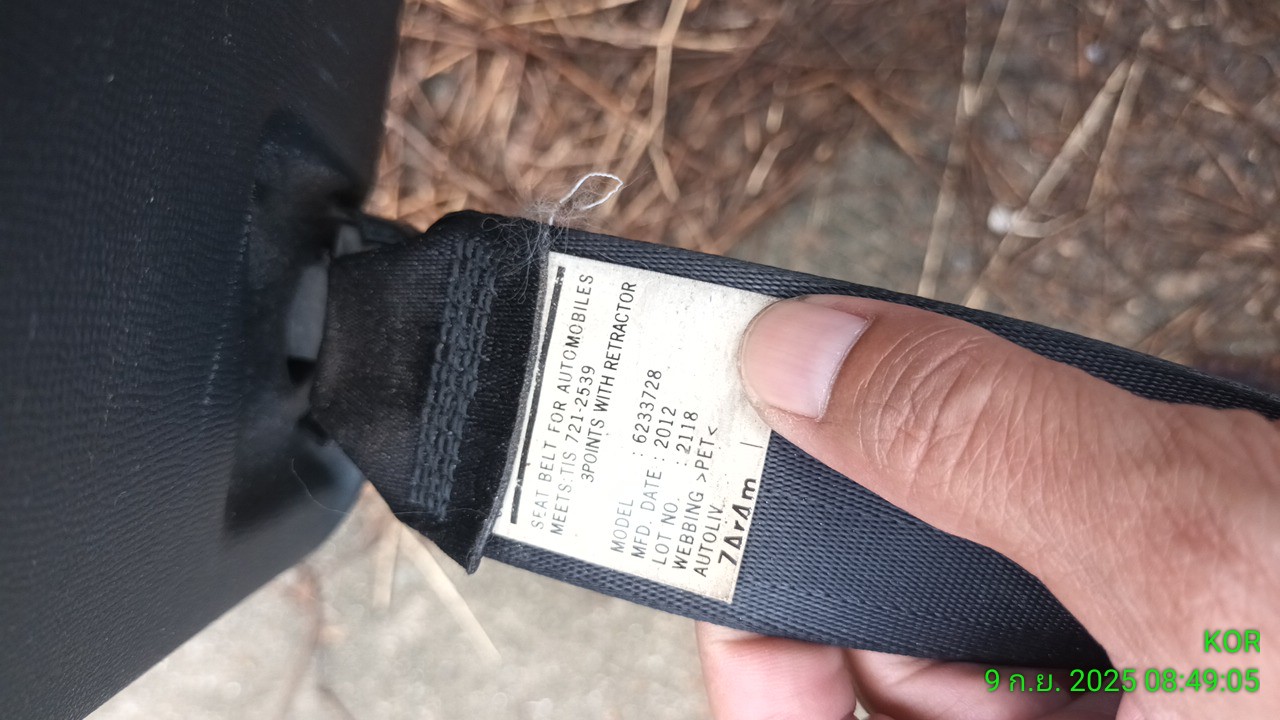 SEAT BELT FOR AUTOMOBILES
MEETS:TIS 721-2539
3POINTS WITH RETRACTOR
MODEL : 6233728
MFD. DATE : 2012
LOT NO. : 2118
WEBBING >PET<
AUTOLIV
KOR
9 ก.ย. 2025 08:49:05